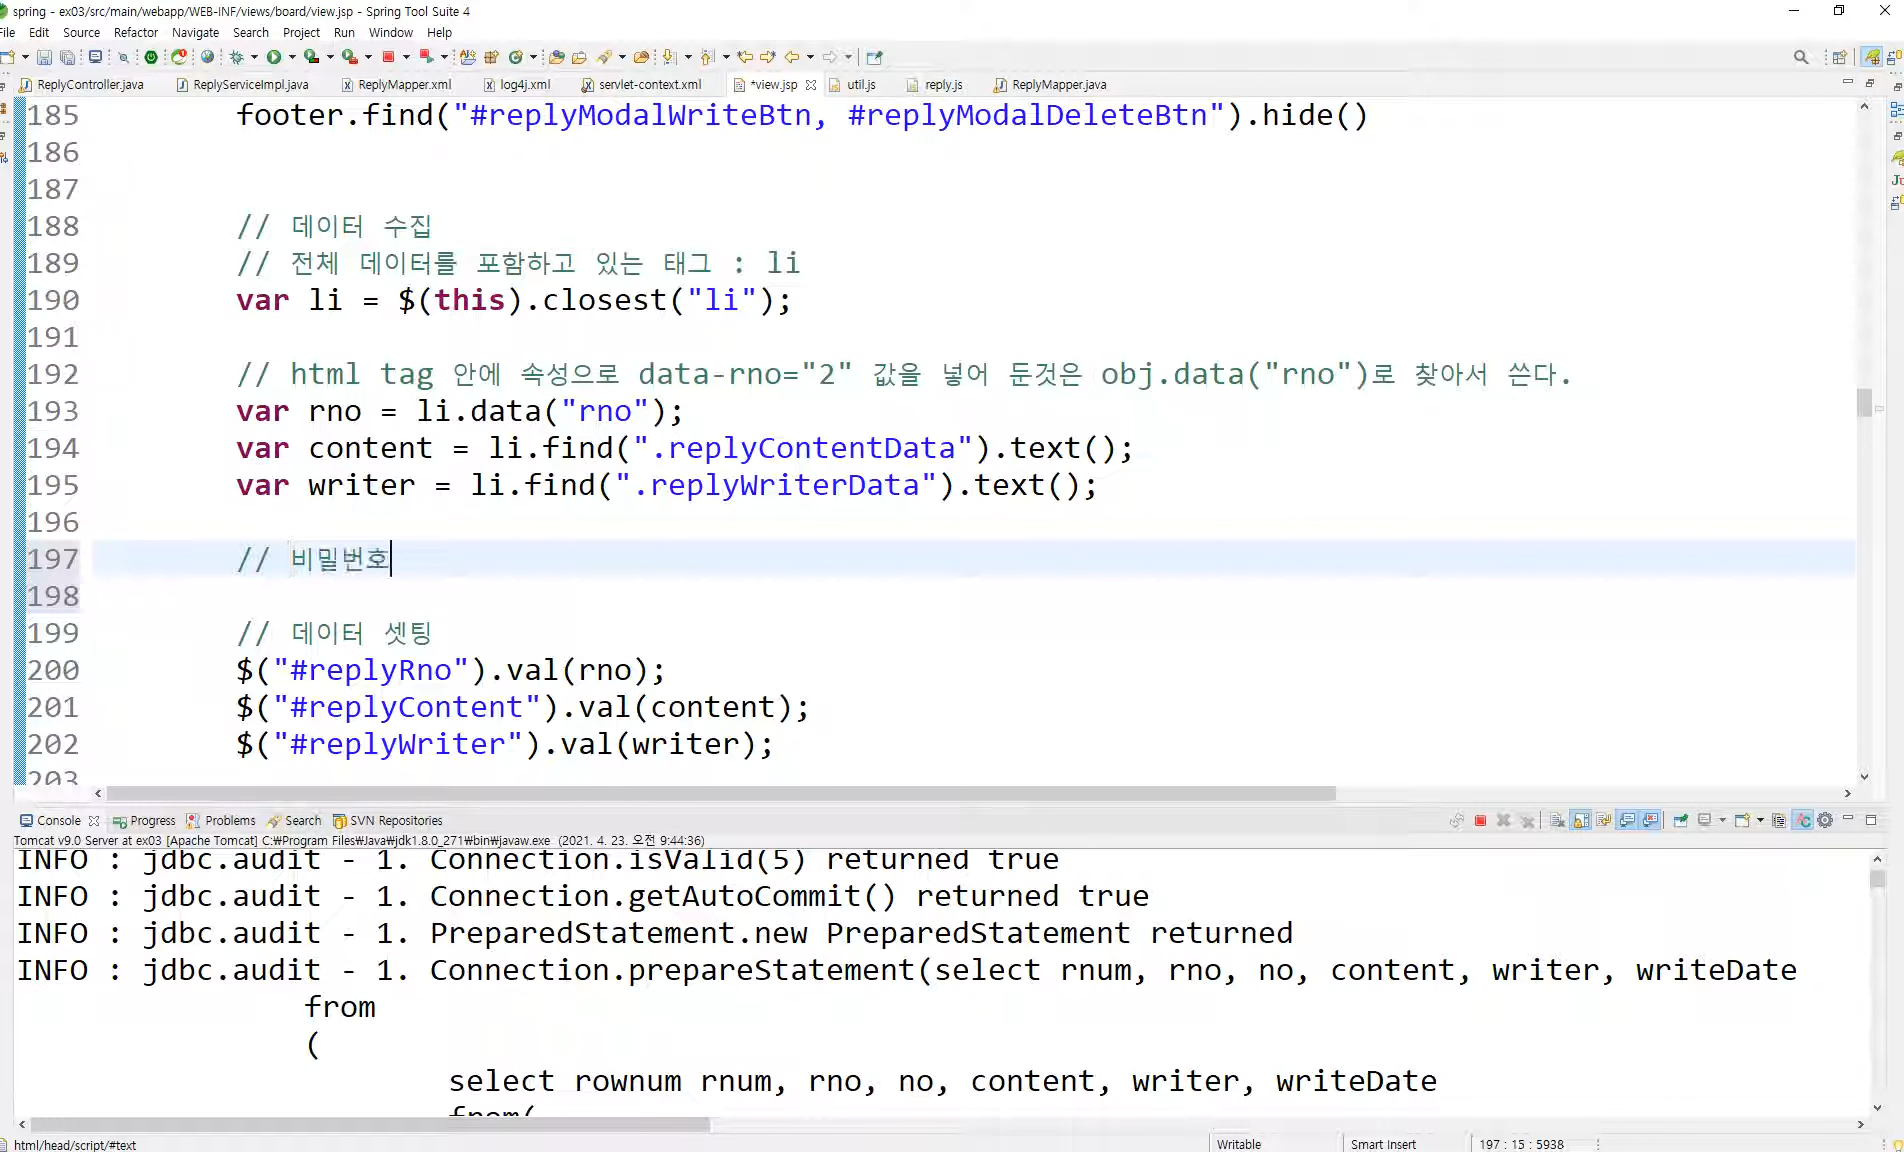 spring - ex03/src/main/webapp/WEB-INF/views/board/view.jsp - Spring Tool Suite 4
File Edit Source Refactor Navigate Search Project Run Window Help
ReplyController.java ReplyServiceImpl.java ReplyMapper.xml log4j.xml servlet-context.xml *view.jsp util.js reply.js ReplyMapper.java
185 footer.find("#replyModalWriteBtn, #replyModalDeleteBtn").hide()
186
187
188 // 데이터 수집
189 // 전체 데이터를 포함하고 있는 태그 : li
190 var li = $(this).closest("li");
191
192 // html tag 안에 속성으로 data-rno="2" 값을 넣어 둔것은 obj.data("rno")로 찾아서 쓴다.
193 var rno = li.data("rno");
194 var content = li.find(".replyContentData").text();
195 var writer = li.find(".replyWriterData").text();
196
197 // 비밀번호
198
199 // 데이터 셋팅
200 $("#replyRno").val(rno);
201 $("#replyContent").val(content);
202 $("#replyWriter").val(writer);
203
Console Progress Problems Search SVN Repositories
Tomcat v9.0 Server at ex03 [Apache Tomcat] C:₩Program Files₩Java₩jdk1.8.0_271₩bin₩javaw.exe (2021. 4. 23. 오전 9:44:36)
INFO : jdbc.audit - 1. Connection.isValid(5) returned true
INFO : jdbc.audit - 1. Connection.getAutoCommit() returned true
INFO : jdbc.audit - 1. PreparedStatement.new PreparedStatement returned
INFO : jdbc.audit - 1. Connection.prepareStatement(select rnum, rno, no, content, writer, writeDate
from
(
select rownum rnum, rno, no, content, writer, writeDate
from(
html/head/script/#text Writable Smart Insert 197 : 15 : 5938